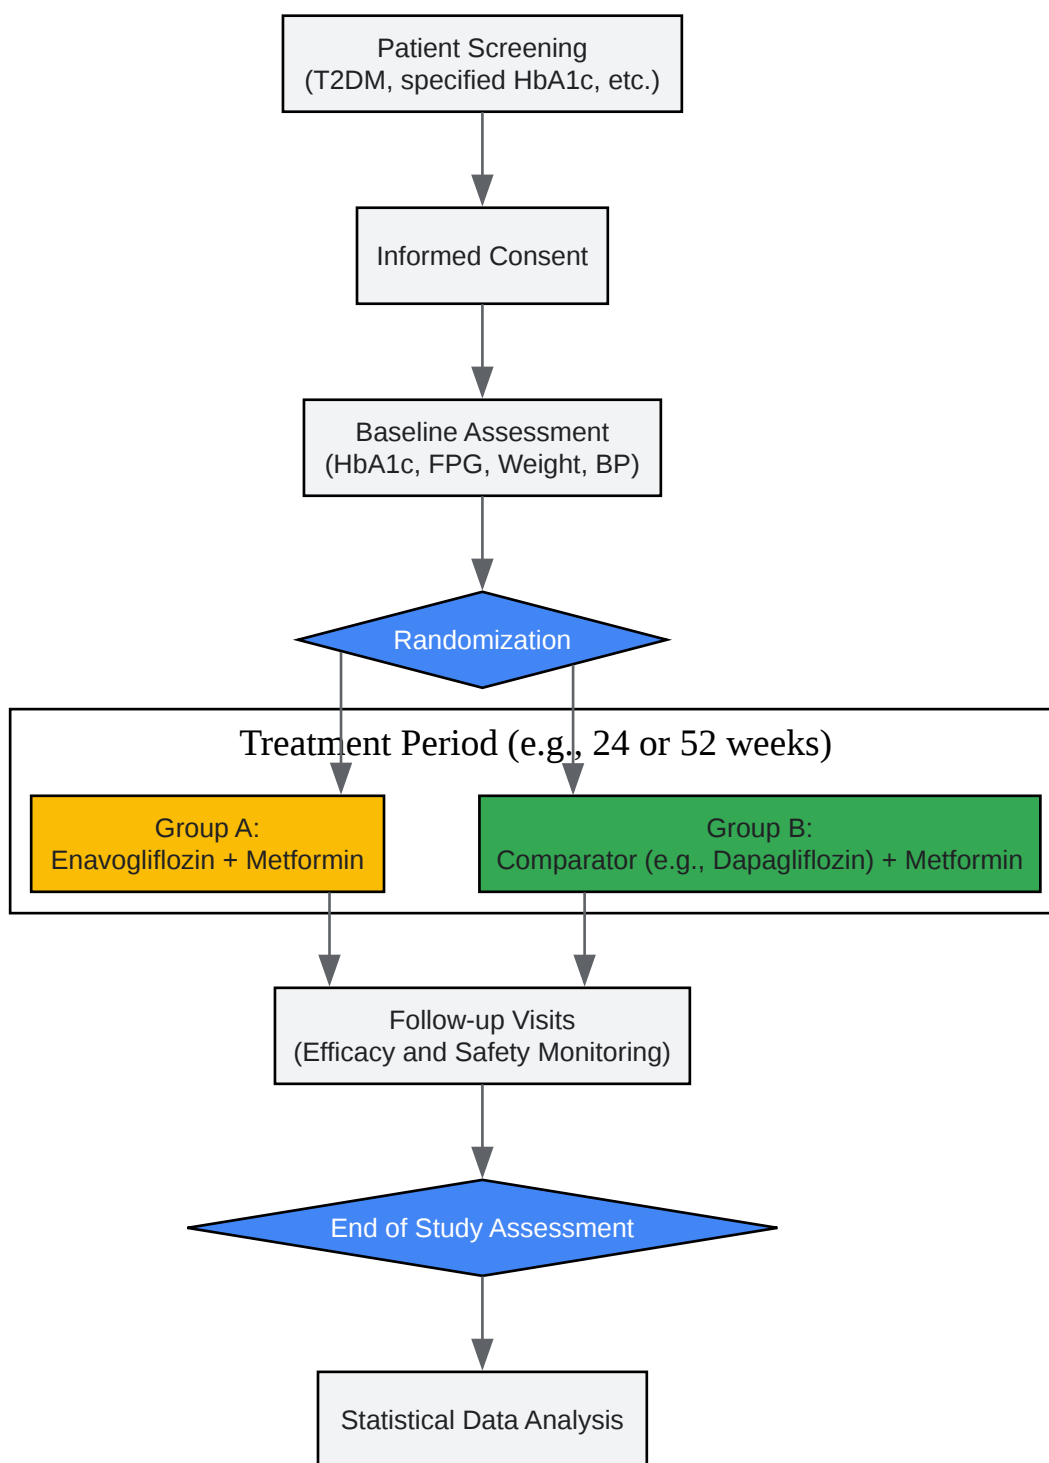 Patient Screening
(T2DM, specified HbA1c, etc.)
Informed Consent
Baseline Assessment
(HbA1c, FPG, Weight, BP)
Randomization
Treatment Period (e.g., 24 or 52 weeks)
Group A:
Enavogliflozin + Metformin
Group B:
Comparator (e.g., Dapagliflozin) + Metformin
Follow-up Visits
(Efficacy and Safety Monitoring)
End of Study Assessment
Statistical Data Analysis